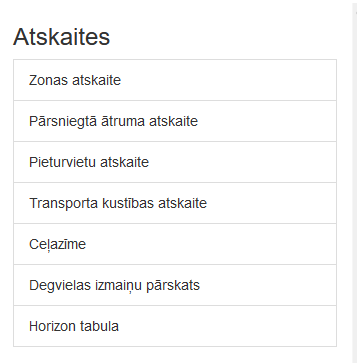 Atskaites
Zonas atskaite
Pārsniegtā ātruma atskaite
Pieturvietu atskaite
Transporta kustības atskaite
Ceļazīme
Degvielas izmaiņu pārskats
Horizon tabula